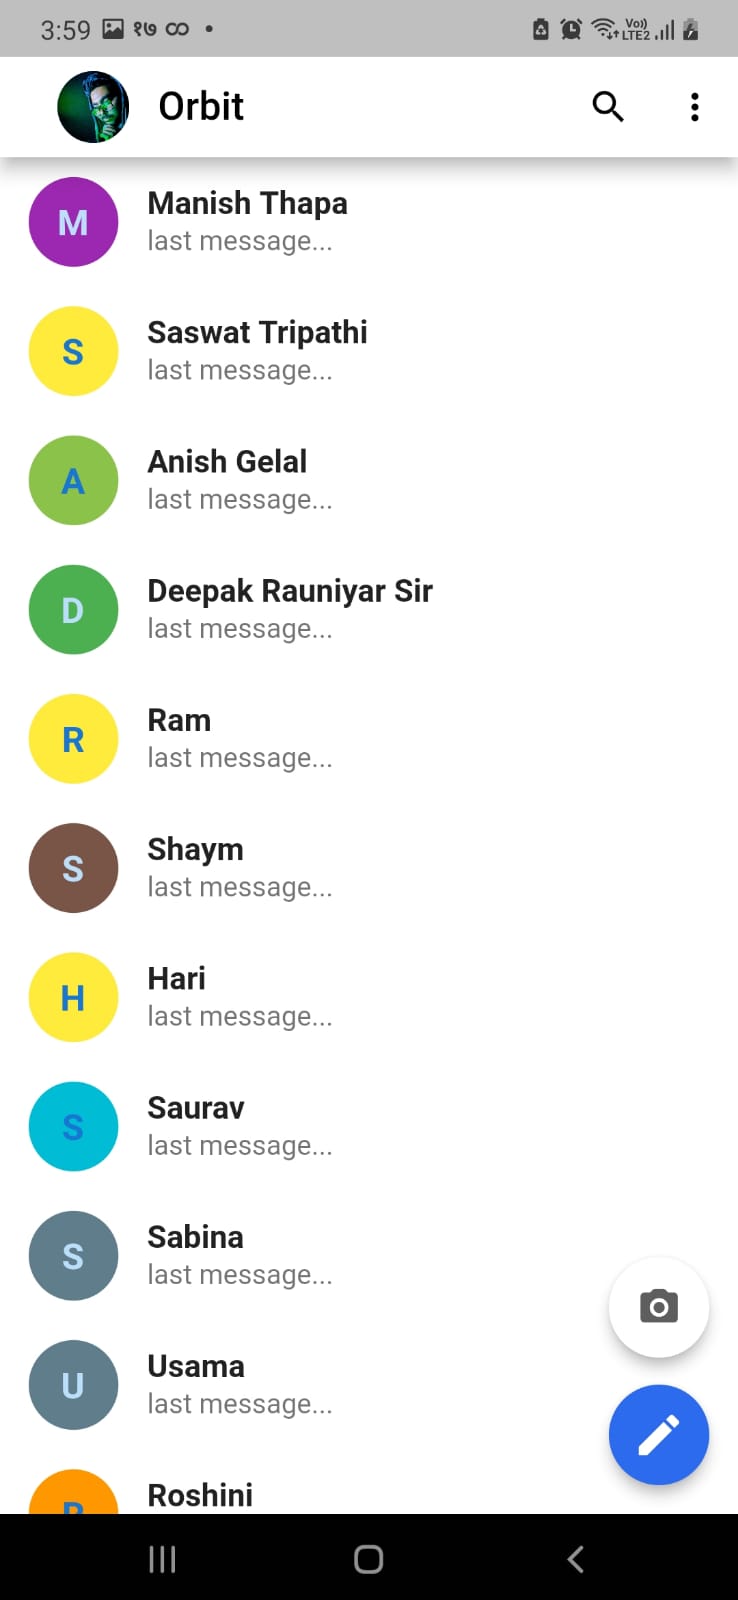 3:59 १७
Vo))
LTE2
Orbit
M
Manish Thapa
last message...
S
Saswat Tripathi
last message...
A
Anish Gelal
last message...
D
Deepak Rauniyar Sir
last message...
R
Ram
last message...
S
Shaym
last message...
H
Hari
last message...
S
Saurav
last message...
S
Sabina
last message...
U
Usama
last message...
R
Roshini